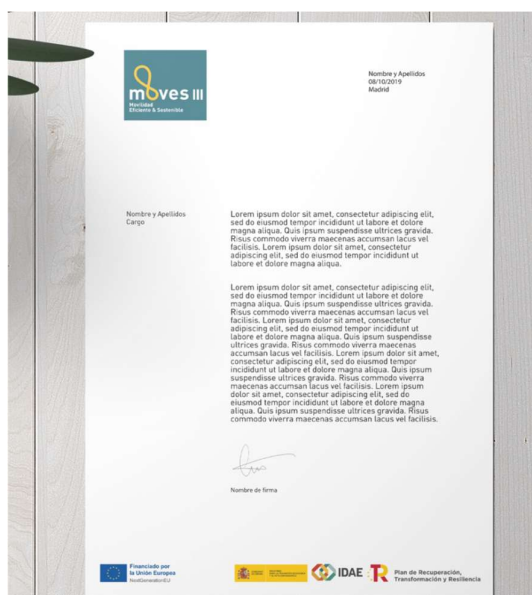 moves III
Movilidad
Eficiente & Sostenible
Nombre y Apellidos
08/10/2019
Madrid
Nombre y Apellidos
Cargo
Lorem ipsum dolor sit amet, consectetur adipiscing elit,
sed do eiusmod tempor incididunt ut labore et dolore
magna aliqua. Quis ipsum suspendisse ultrices gravida.
Risus commodo viverra maecenas accumsan lacus vel
facilisis. Lorem ipsum dolor sit amet, consectetur
adipiscing elit, sed do eiusmod tempor incididunt ut
labore et dolore magna aliqua.
Lorem ipsum dolor sit amet, consectetur adipiscing elit,
sed do eiusmod tempor incididunt ut labore et dolore
magna aliqua. Quis ipsum suspendisse ultrices gravida.
Risus commodo viverra maecenas accumsan lacus vel
facilisis. Lorem ipsum dolor sit amet, consectetur
adipiscing elit, sed do eiusmod tempor incididunt ut
labore et dolore magna aliqua. Quis ipsum suspendisse
ultrices gravida. Risus commodo viverra maecenas
accumsan lacus vel facilisis. Lorem ipsum dolor sit amet,
consectetur adipiscing elit, sed do eiusmod tempor
incididunt ut labore et dolore magna aliqua. Quis ipsum
suspendisse ultrices gravida. Risus commodo viverra
maecenas accumsan lacus vel facilisis. Lorem ipsum
dolor sit amet, consectetur adipiscing elit, sed do
eiusmod tempor incididunt ut labore et dolore magna
aliqua. Quis ipsum suspendisse ultrices gravida. Risus
commodo viverra maecenas accumsan lacus vel facilisis.
Nombre de firma
Financiado por
la Unión Europea
NextGenerationEU
IDAE
Plan de Recuperación,
Transformación y Resiliencia